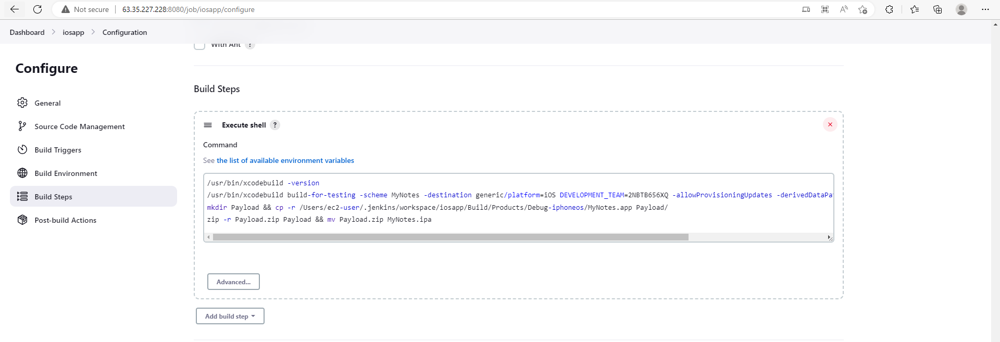 Not secure
63.35.227.228:8080/job/iosapp/configure
Dashboard > iosapp > Configuration
With Ant ?
Configure
General
Source Code Management
Build Triggers
Build Environment
Build Steps
Post-build Actions
Build Steps
Execute shell ?
Command
See the list of available environment variables
/usr/bin/xcodebuild -version
/usr/bin/xcodebuild build-for-testing -scheme MyNotes -destination generic/platform=iOS DEVELOPMENT_TEAM=2NBTB656XQ -allowProvisioningUpdates -derivedDataPa
mkdir Payload && cp -r /Users/ec2-user/.jenkins/workspace/iosapp/Build/Products/Debug-iphoneos/MyNotes.app Payload/
zip -r Payload.zip Payload && mv Payload.zip MyNotes.ipa
Advanced...
Add build step